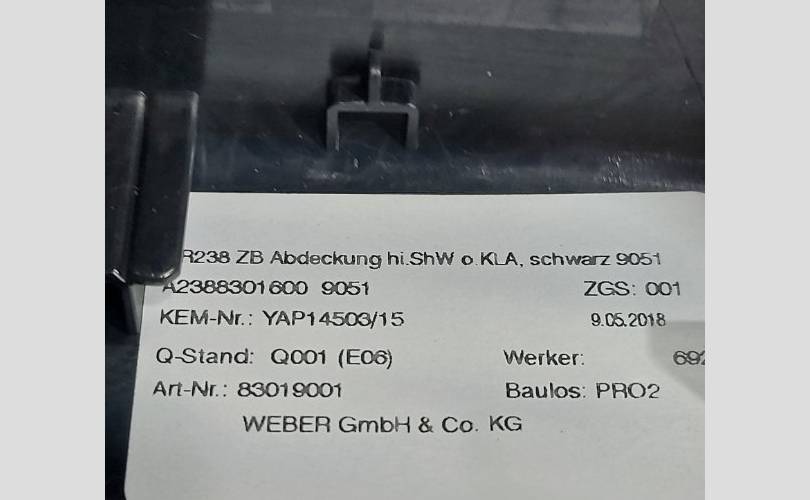 R238 ZB Abdeckung hi.ShW o.KLA, schwarz 9051
A2388301600 9051 ZGS: 001
KEM-Nr.: YAP14503/15 9.05.2018
Q-Stand: Q001 (E06) Werker: 692
Art-Nr.: 83019001 Baulos: PRO2
WEBER GmbH & Co. KG